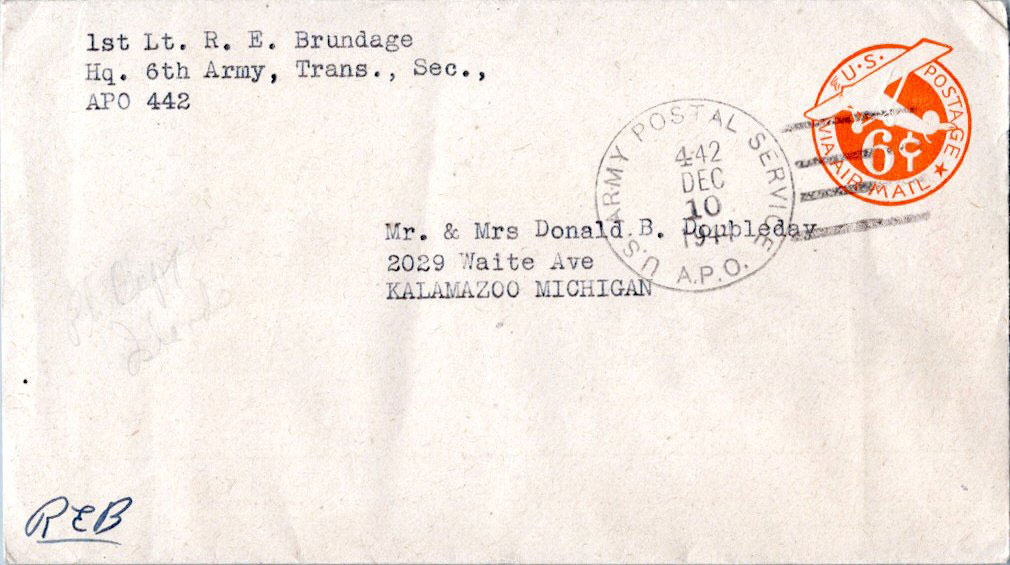 1st Lt. R. E. Brundage
Hq. 6th Army, Trans., Sec.,
APO 442
U.S. POSTAGE
6¢
VIA AIR MAIL
U.S. ARMY POSTAL SERVICE
442
DEC
10
A.P.O.
Mr. & Mrs Donald B. Doubleday
2029 Waite Ave
KALAMAZOO MICHIGAN
REB